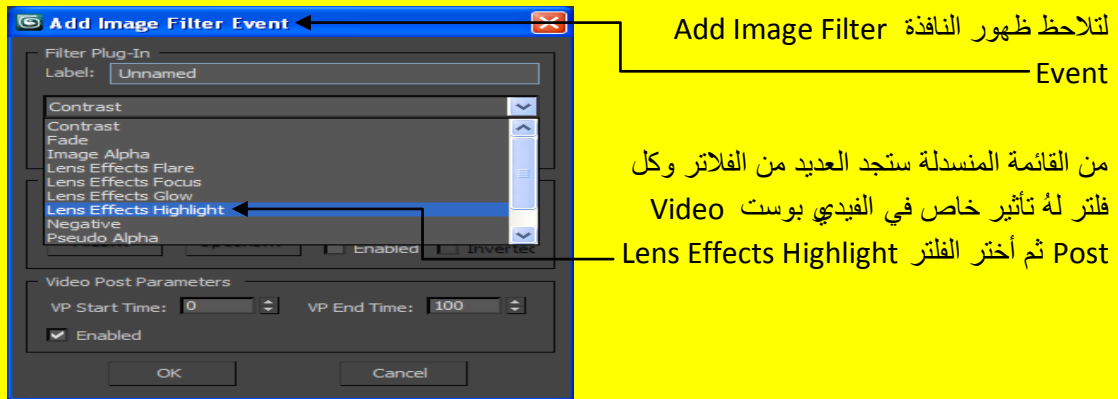 Add Image Filter Event
Filter Plug-In
Label: Unnamed
Contrast
Contrast
Fade
Image Alpha
Lens Effects Flare
Lens Effects Focus
Lens Effects Glow
Lens Effects Highlight
Negative
Pseudo Alpha
Enabled Inverted
Video Post Parameters
VP Start Time: 0 VP End Time: 100
Enabled
OK Cancel
لتلاحظ ظهور النافذة Add Image Filter
Event
من القائمة المنسدلة ستجد العديد من الفلاتر وكل
فلتر لهُ تأثير خاص في الفيدي بوست Video
Post ثم أختر الفلتر Lens Effects Highlight